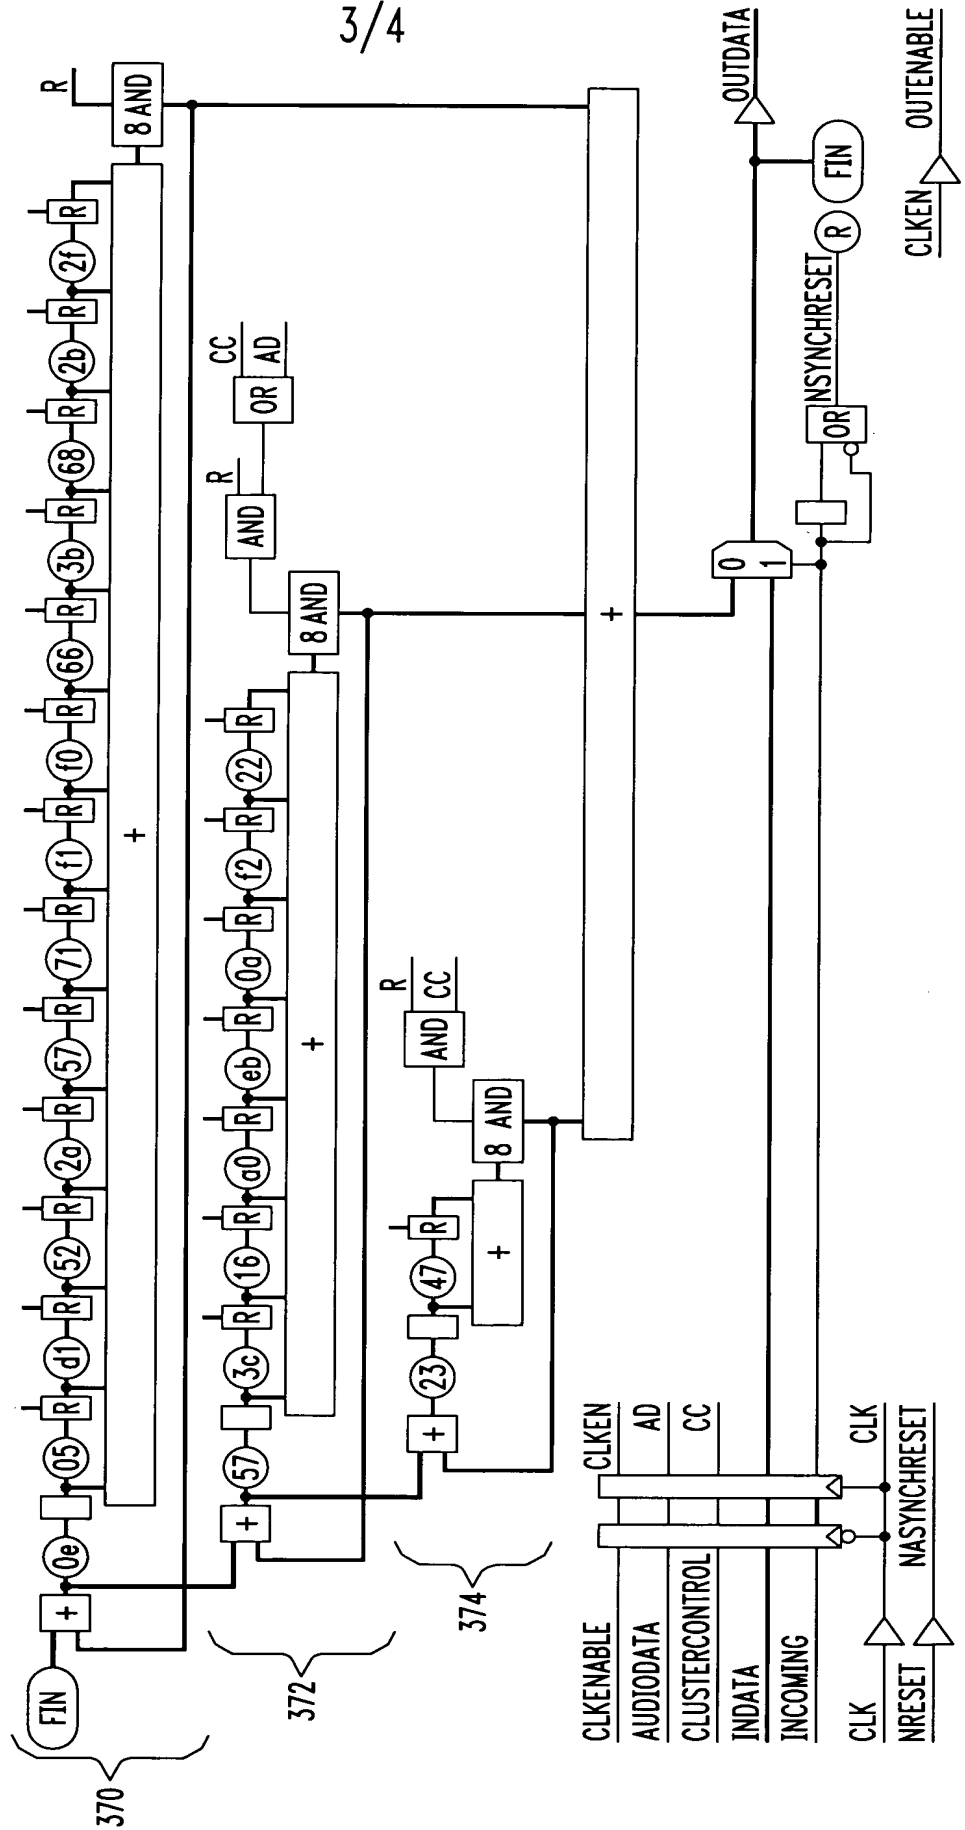 3/4
370
FIN
+
0e
05
R
d1
R
52
R
2a
R
57
R
71
R
f1
R
f0
R
66
R
3b
R
68
R
2b
R
2f
R
+
8 AND
R
372
+
57
3c
R
16
R
a0
R
eb
R
0a
R
f2
R
22
R
+
8 AND
AND
R
OR
CC
AD
374
+
23
47
R
+
8 AND
AND
R
CC
+
CLKENABLE CLKEN
AUDIODATA AD
CLUSTERCONTROL CC
INDATA
INCOMING
CLK CLK
NRESET NASYNCHRESET
0
1
OUTDATA
FIN
OR
NSYNCHRESET
R
CLKEN OUTENABLE